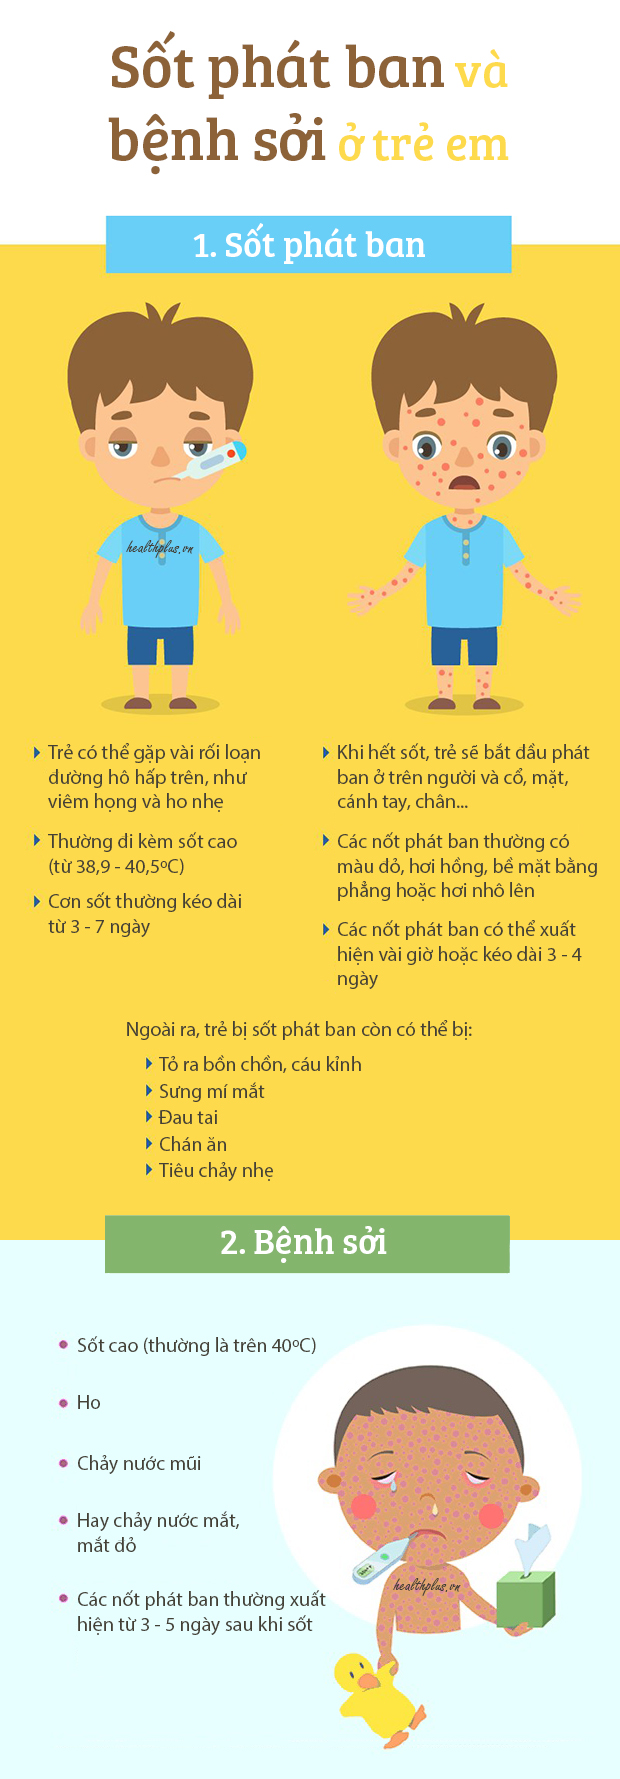 Sốt phát ban và
bệnh sởi ở trẻ em
1. Sốt phát ban
healthplus.vn
Trẻ có thể gặp vài rối loạn
đường hô hấp trên, như
viêm họng và ho nhẹ
Thường đi kèm sốt cao
(từ 38,9 - 40,5ºC)
Cơn sốt thường kéo dài
từ 3 - 7 ngày
Khi hết sốt, trẻ sẽ bắt đầu phát
ban ở trên người và cổ, mặt,
cánh tay, chân...
Các nốt phát ban thường có
màu đỏ, hơi hồng, bề mặt bằng
phẳng hoặc hơi nhô lên
Các nốt phát ban có thể xuất
hiện vài giờ hoặc kéo dài 3 - 4
ngày
Ngoài ra, trẻ bị sốt phát ban còn có thể bị:
Tỏ ra bồn chồn, cáu kỉnh
Sưng mí mắt
Đau tai
Chán ăn
Tiêu chảy nhẹ
2. Bệnh sởi
Sốt cao (thường là trên 40ºC)
Ho
Chảy nước mũi
Hay chảy nước mắt,
mắt đỏ
Các nốt phát ban thường xuất
hiện từ 3 - 5 ngày sau khi sốt
healthplus.vn